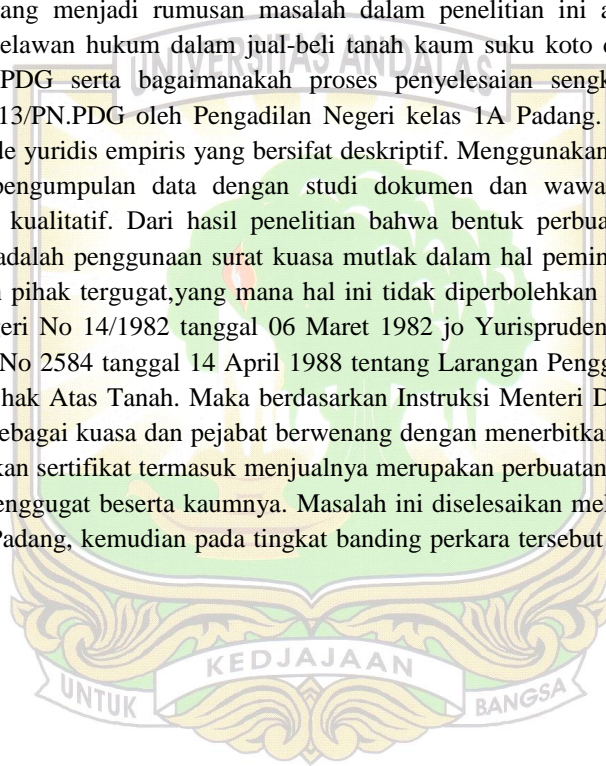 yang menjadi rumusan masalah dalam penelitian ini a
elawan hukum dalam jual-beli tanah kaum suku koto
UNIVERSITAS ANDALAS
PDG serta bagaimanakah proses penyelesaian sengk
13/PN.PDG oleh Pengadilan Negeri kelas 1A Padang.
le yuridis empiris yang bersifat deskriptif. Menggunakan
pengumpulan data dengan studi dokumen dan wawa
kualitatif. Dari hasil penelitian bahwa bentuk perbua
adalah penggunaan surat kuasa mutlak dalam hal pemin
pihak tergugat,yang mana hal ini tidak diperbolehkan
geri No 14/1982 tanggal 06 Maret 1982 jo Yurispruden
No 2584 tanggal 14 April 1988 tentang Larangan Pengg
hak Atas Tanah. Maka berdasarkan Instruksi Menteri D
sebagai kuasa dan pejabat berwenang dengan menerbitkan
kan sertifikat termasuk menjualnya merupakan perbuatan
enggugat beserta kaumnya. Masalah ini diselesaikan me
Padang, kemudian pada tingkat banding perkara tersebut
UNTUK KEDJAJAAN BANGSA